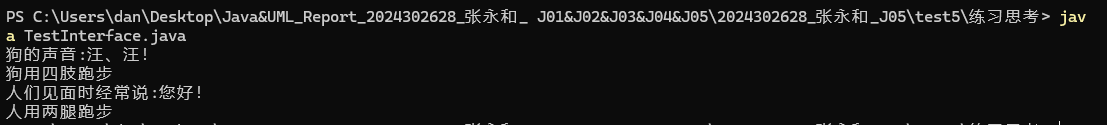 PS C:\Users\dan\Desktop\Java&UML_Report_2024302628_张永和_ J01&J02&J03&J04&J05\2024302628_张永和_J05\test5\练习思考> jav
a TestInterface.java
狗的声音:汪、汪!
狗用四肢跑步
人们见面时经常说:您好!
人用两腿跑步